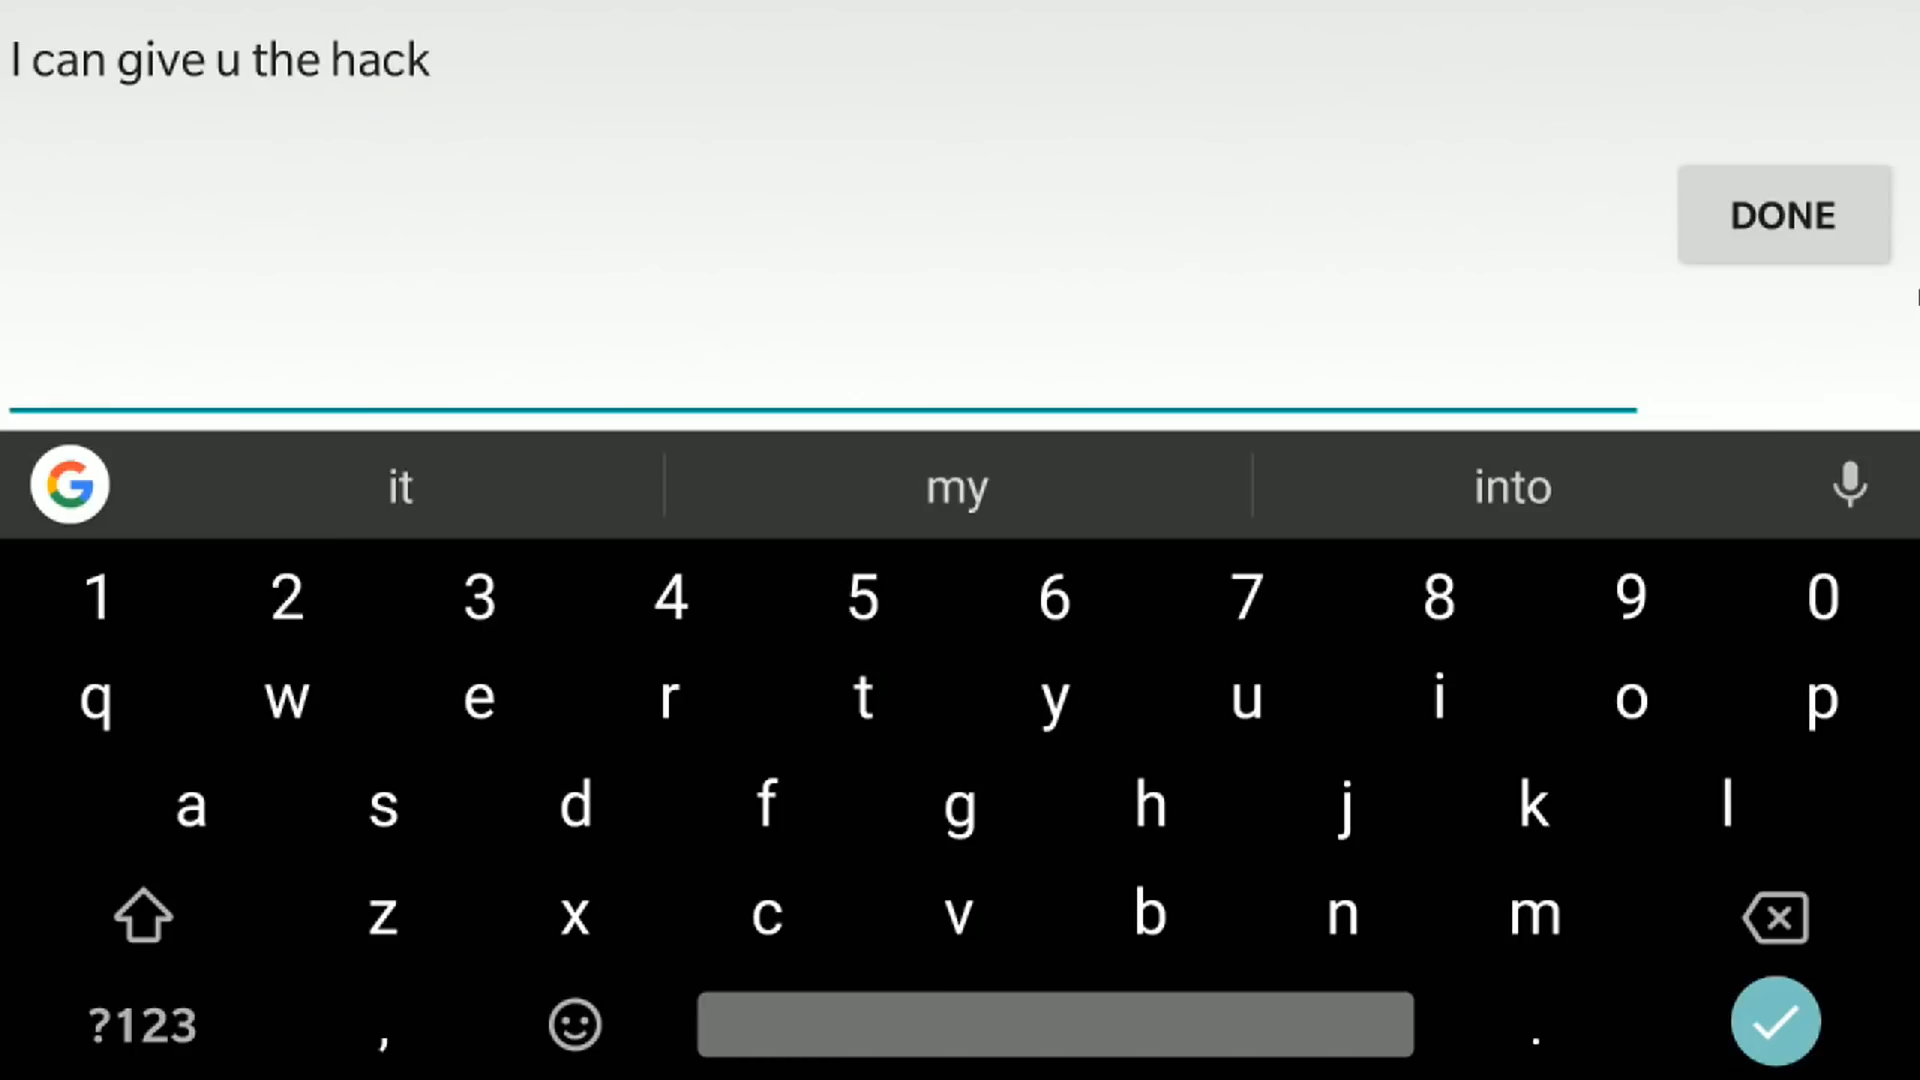 I can give u the hack
DONE
it my into
1 2 3 4 5 6 7 8 9 0
q w e r t y u i o p
a s d f g h j k l
z x c v b n m
?123 , .